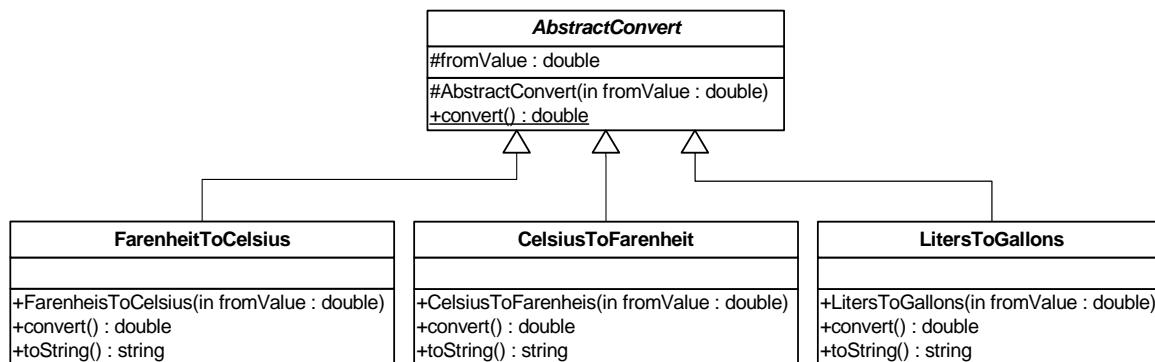 AbstractConvert
#fromValue : double
#AbstractConvert(in fromValue : double)
+convert() : double
FarenheitToCelsius
+FarenheisToCelsius(in fromValue : double)
+convert() : double
+toString() : string
CelsiusToFarenheit
+CelsiusToFarenheis(in fromValue : double)
+convert() : double
+toString() : string
LitersToGallons
+LitersToGallons(in fromValue : double)
+convert() : double
+toString() : string